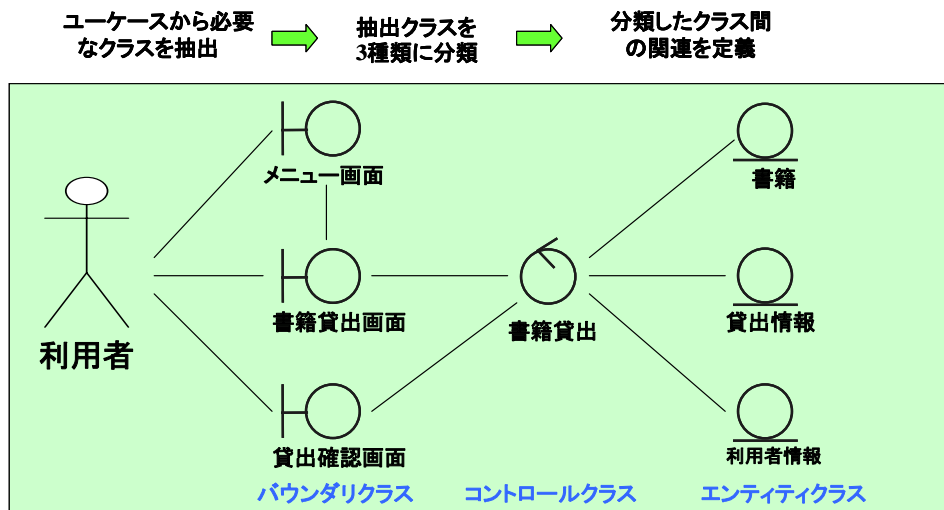 ユーケースから必要
なクラスを抽出
抽出クラスを
3種類に分類
分類したクラス間
の関連を定義
メニュー画面
書籍
利用者
書籍貸出画面
書籍貸出
貸出情報
貸出確認画面
利用者情報
バウンダリクラス
コントロールクラス
エンティティクラス